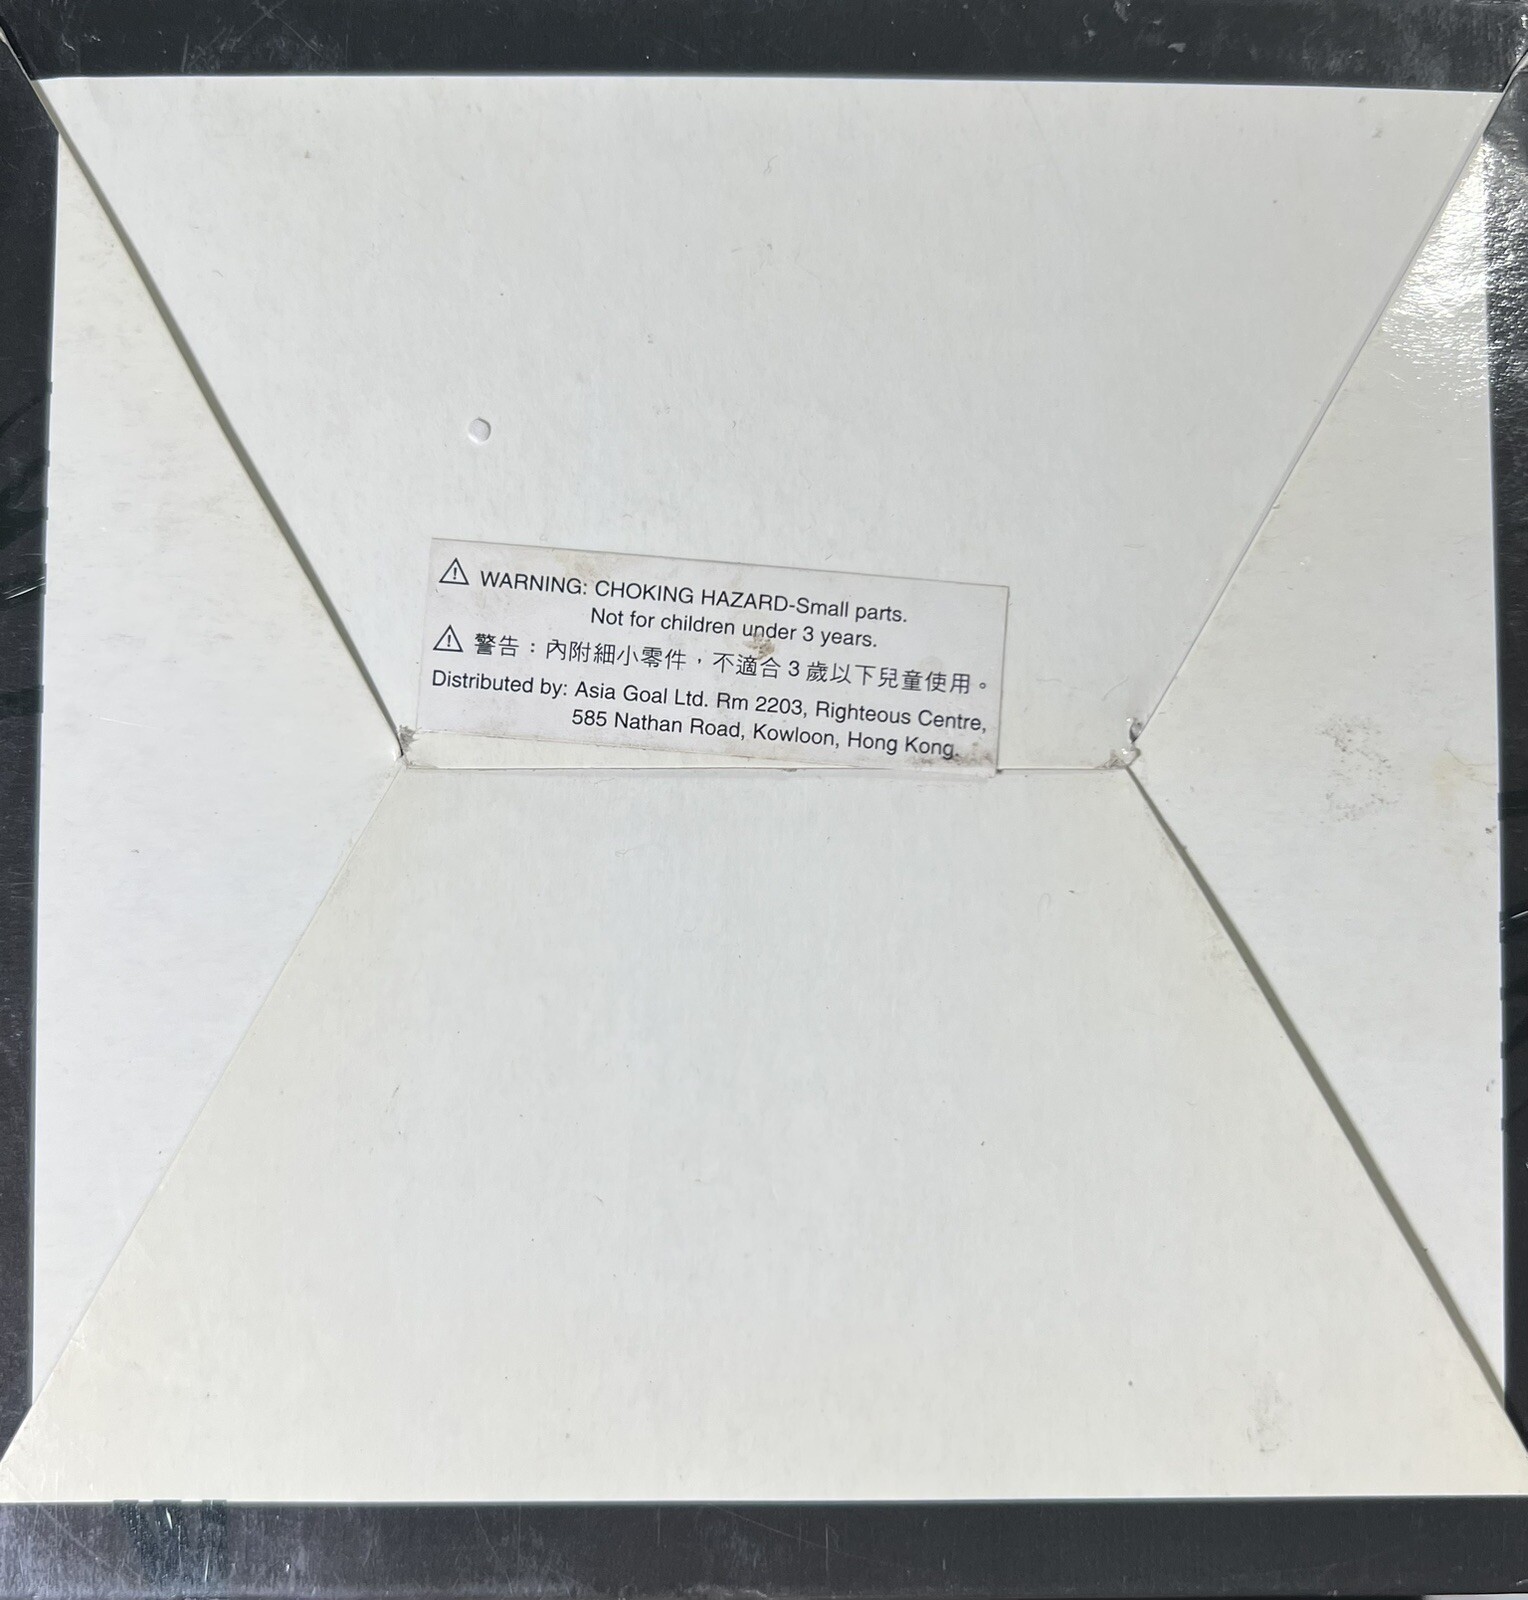 ⚠ WARNING: CHOKING HAZARD-Small parts.
Not for children under 3 years.
⚠ 警告：內附細小零件，不適合 3 歲以下兒童使用。
Distributed by: Asia Goal Ltd. Rm 2203, Righteous Centre,
585 Nathan Road, Kowloon, Hong Kong.